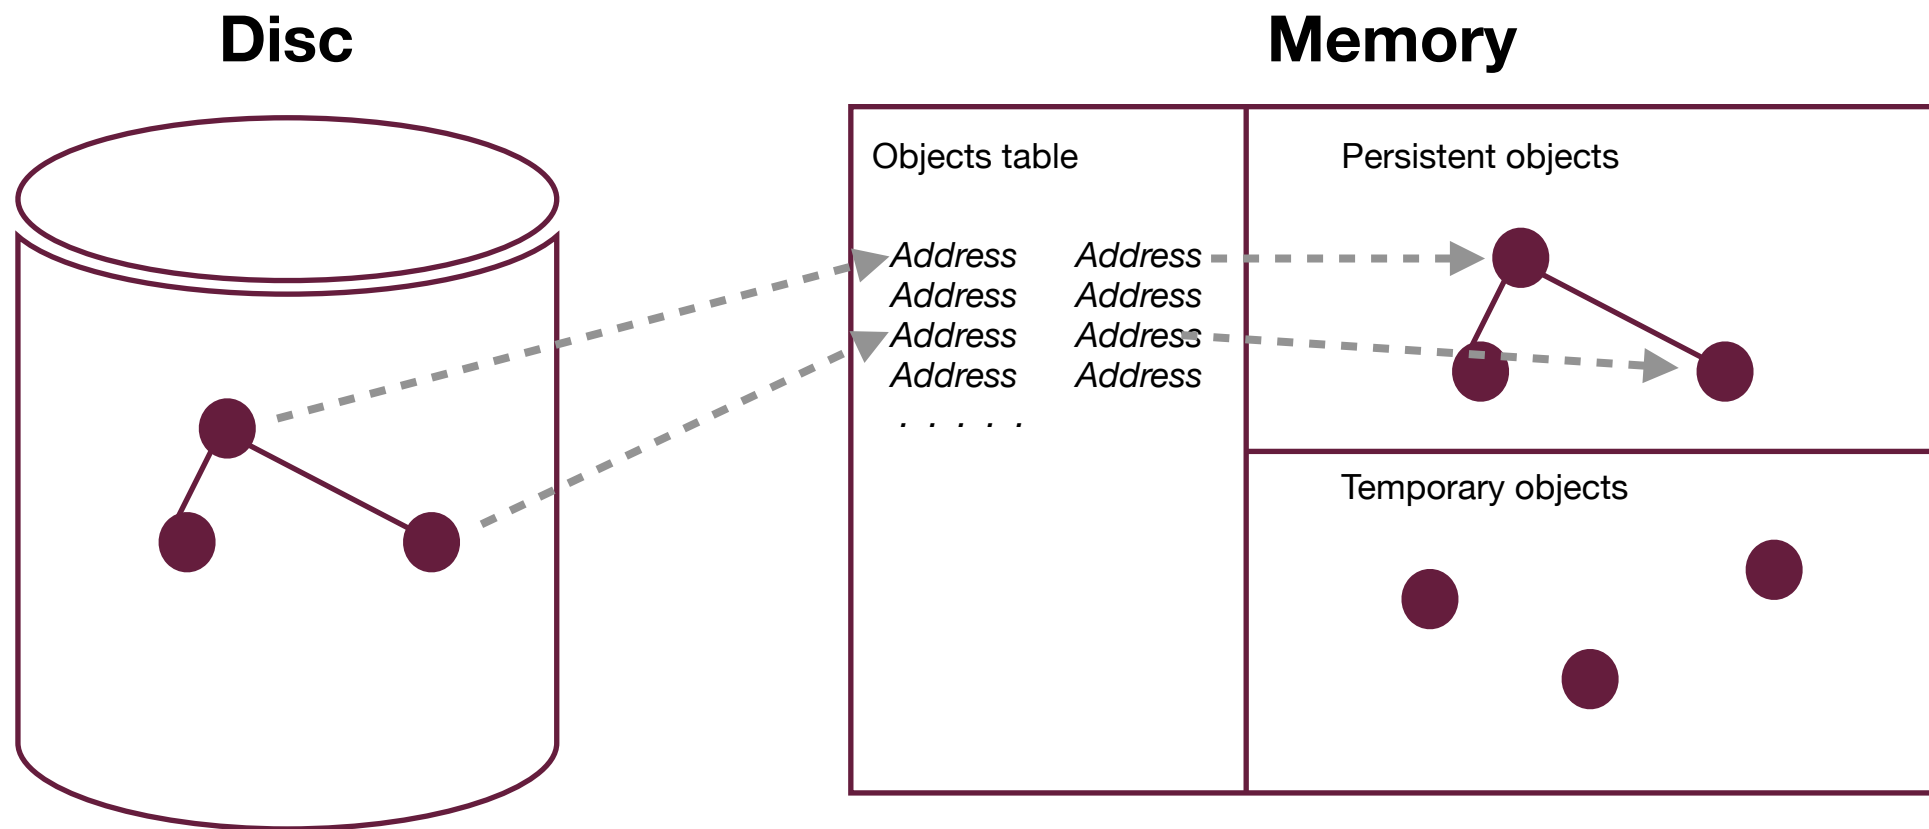 Disc
Memory
Objects table
Persistent objects
Address Address
Address Address
Address Address
Address Address
. . . . .
Temporary objects